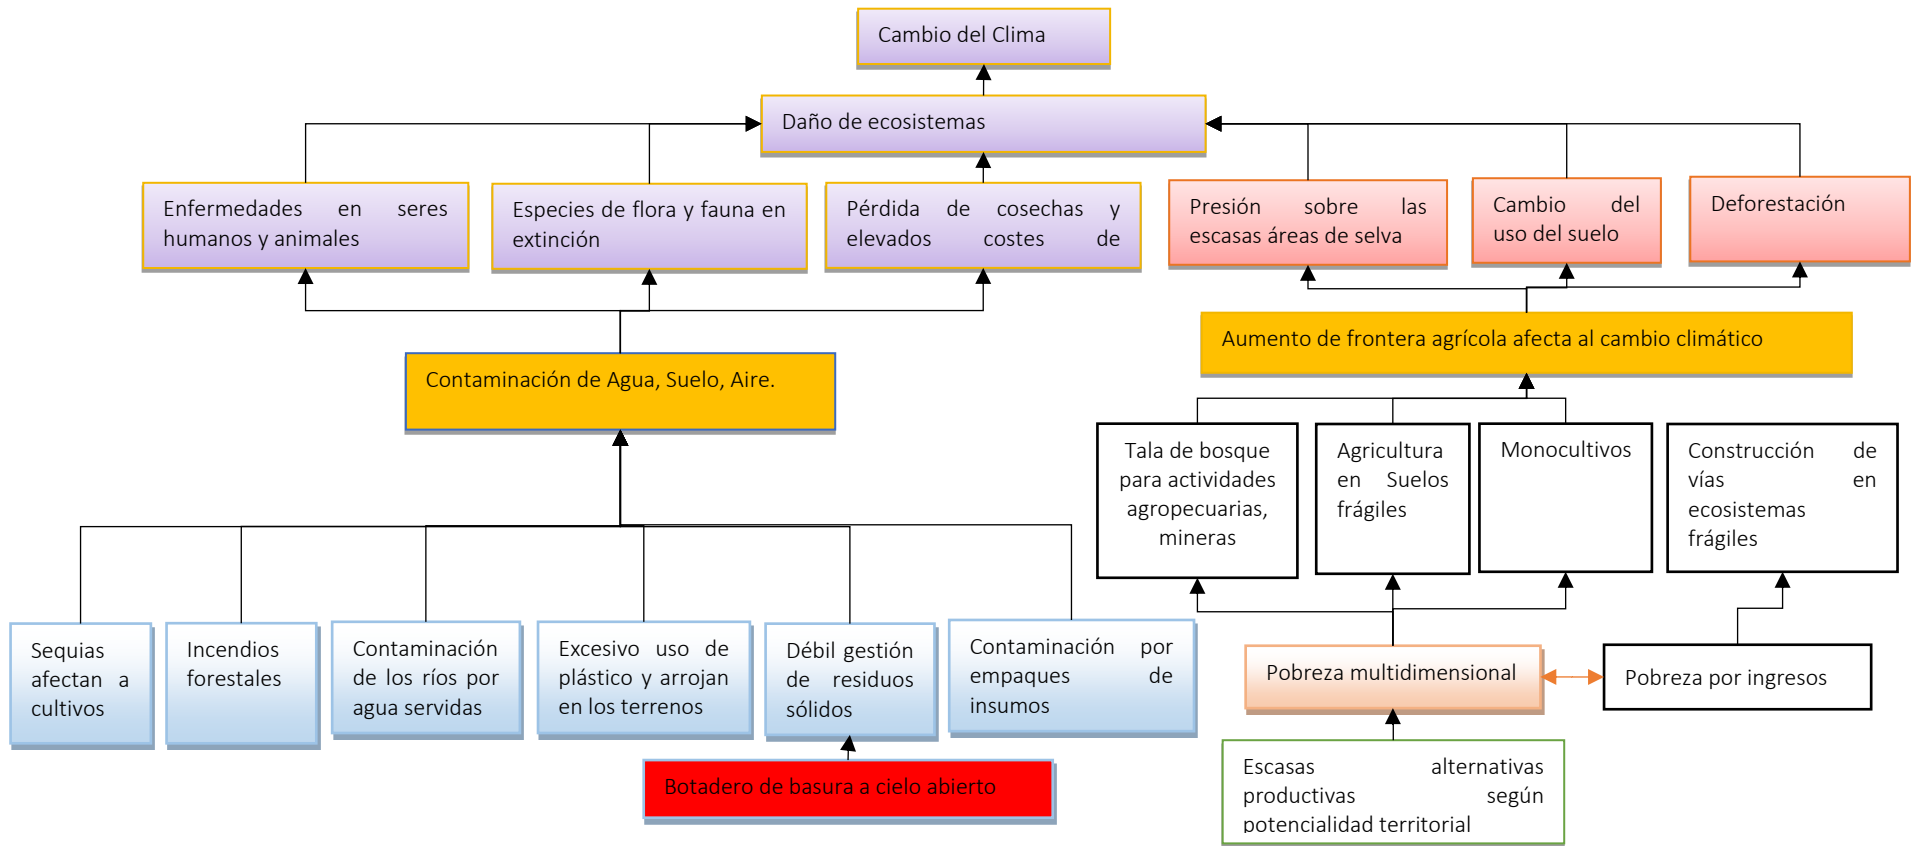 Cambio del Clima
Daño de ecosistemas
Enfermedades en seres
humanos y animales
Especies de flora y fauna en
extinción
Pérdida de cosechas y
elevados costes de
Presión sobre las
escasas áreas de selva
Cambio del
uso del suelo
Deforestación
Contaminación de Agua, Suelo, Aire.
Aumento de frontera agrícola afecta al cambio climático
Tala de bosque
para actividades
agropecuarias,
mineras
Agricultura
en Suelos
frágiles
Monocultivos
Construcción de
vías en
ecosistemas
frágiles
Sequias
afectan a
cultivos
Incendios
forestales
Contaminación
de los ríos por
agua servidas
Excesivo uso de
plástico y arrojan
en los terrenos
Débil gestión
de residuos
sólidos
Contaminación por
empaques de
insumos
Pobreza multidimensional
Pobreza por ingresos
Botadero de basura a cielo abierto
Escasas alternativas
productivas según
potencialidad territorial